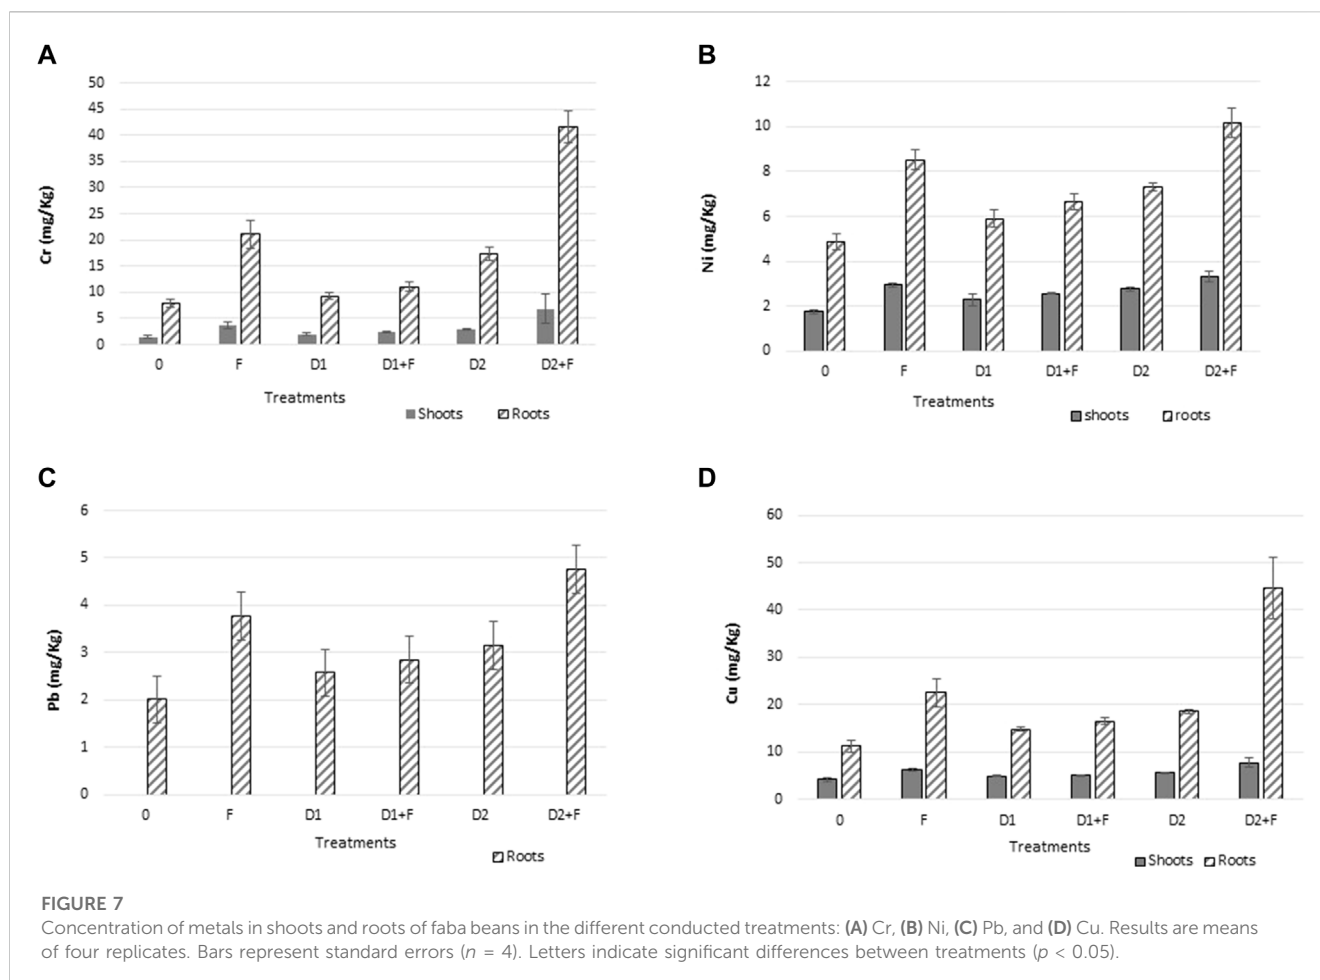 A
50
45
40
35
30
25
20
15
10
5
0
Cr (mg/Kg)
0 F D1 D1+F D2 D2+F
Treatments
Shoots Roots
B
12
10
8
6
4
2
0
Ni (mg/Kg)
0 F D1 D1+F D2 D2+F
Treatments
shoots roots
C
6
5
4
3
2
1
0
Pb (mg/Kg)
0 F D1 D1+F D2 D2+F
Treatments
Roots
D
60
50
40
30
20
10
0
Cu (mg/Kg)
0 F D1 D1+F D2 D2+F
Treatments
Shoots Roots
FIGURE 7
Concentration of metals in shoots and roots of faba beans in the different conducted treatments: (A) Cr, (B) Ni, (C) Pb, and (D) Cu. Results are means
of four replicates. Bars represent standard errors (n = 4). Letters indicate significant differences between treatments (p < 0.05).